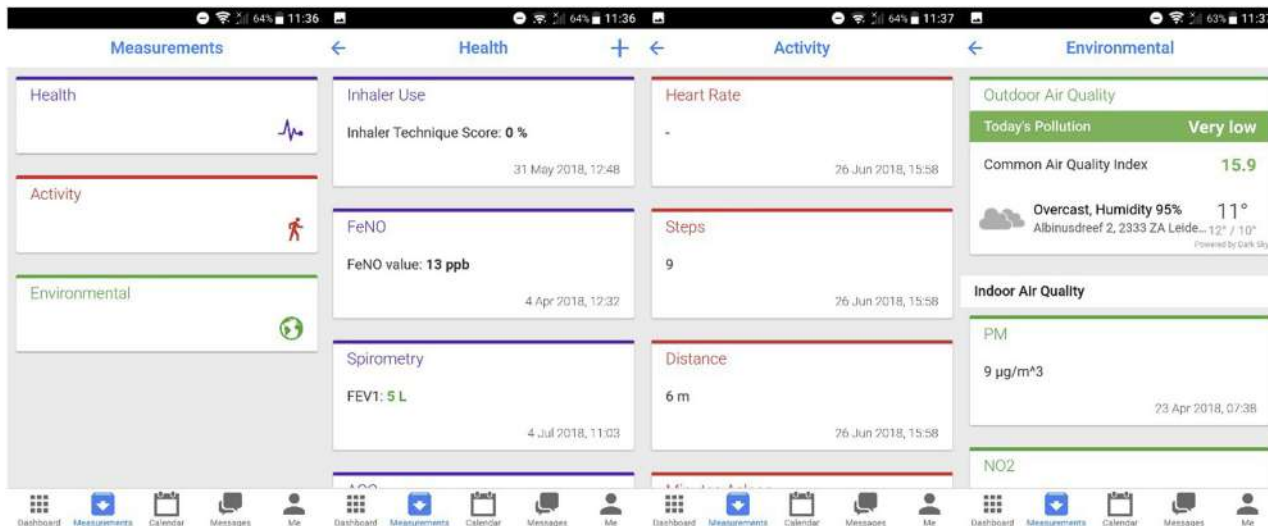 64% 11:36
Measurements
Health
Activity
Environmental
Dashboard Measurements Calendar Messages Me
64% 11:36
Health
Inhaler Use
Inhaler Technique Score: 0 %
31 May 2018, 12:48
FeNO
FeNO value: 13 ppb
4 Apr 2018, 12:32
Spirometry
FEV1: 5 L
4 Jul 2018, 11:03
Dashboard Measurements Calendar Messages Me
64% 11:37
Activity
Heart Rate
-
26 Jun 2018, 15:58
Steps
9
26 Jun 2018, 15:58
Distance
6 m
26 Jun 2018, 15:58
Dashboard Measurements Calendar Messages Me
63% 11:37
Environmental
Outdoor Air Quality
Today's Pollution Very low
Common Air Quality Index 15.9
Overcast, Humidity 95% 11°
Albinusdreef 2, 2333 ZA Leide... 12° / 10°
Powered by Dark Sky
Indoor Air Quality
PM
9 µg/m^3
23 Apr 2018, 07:38
NO2
Dashboard Measurements Calendar Messages Me